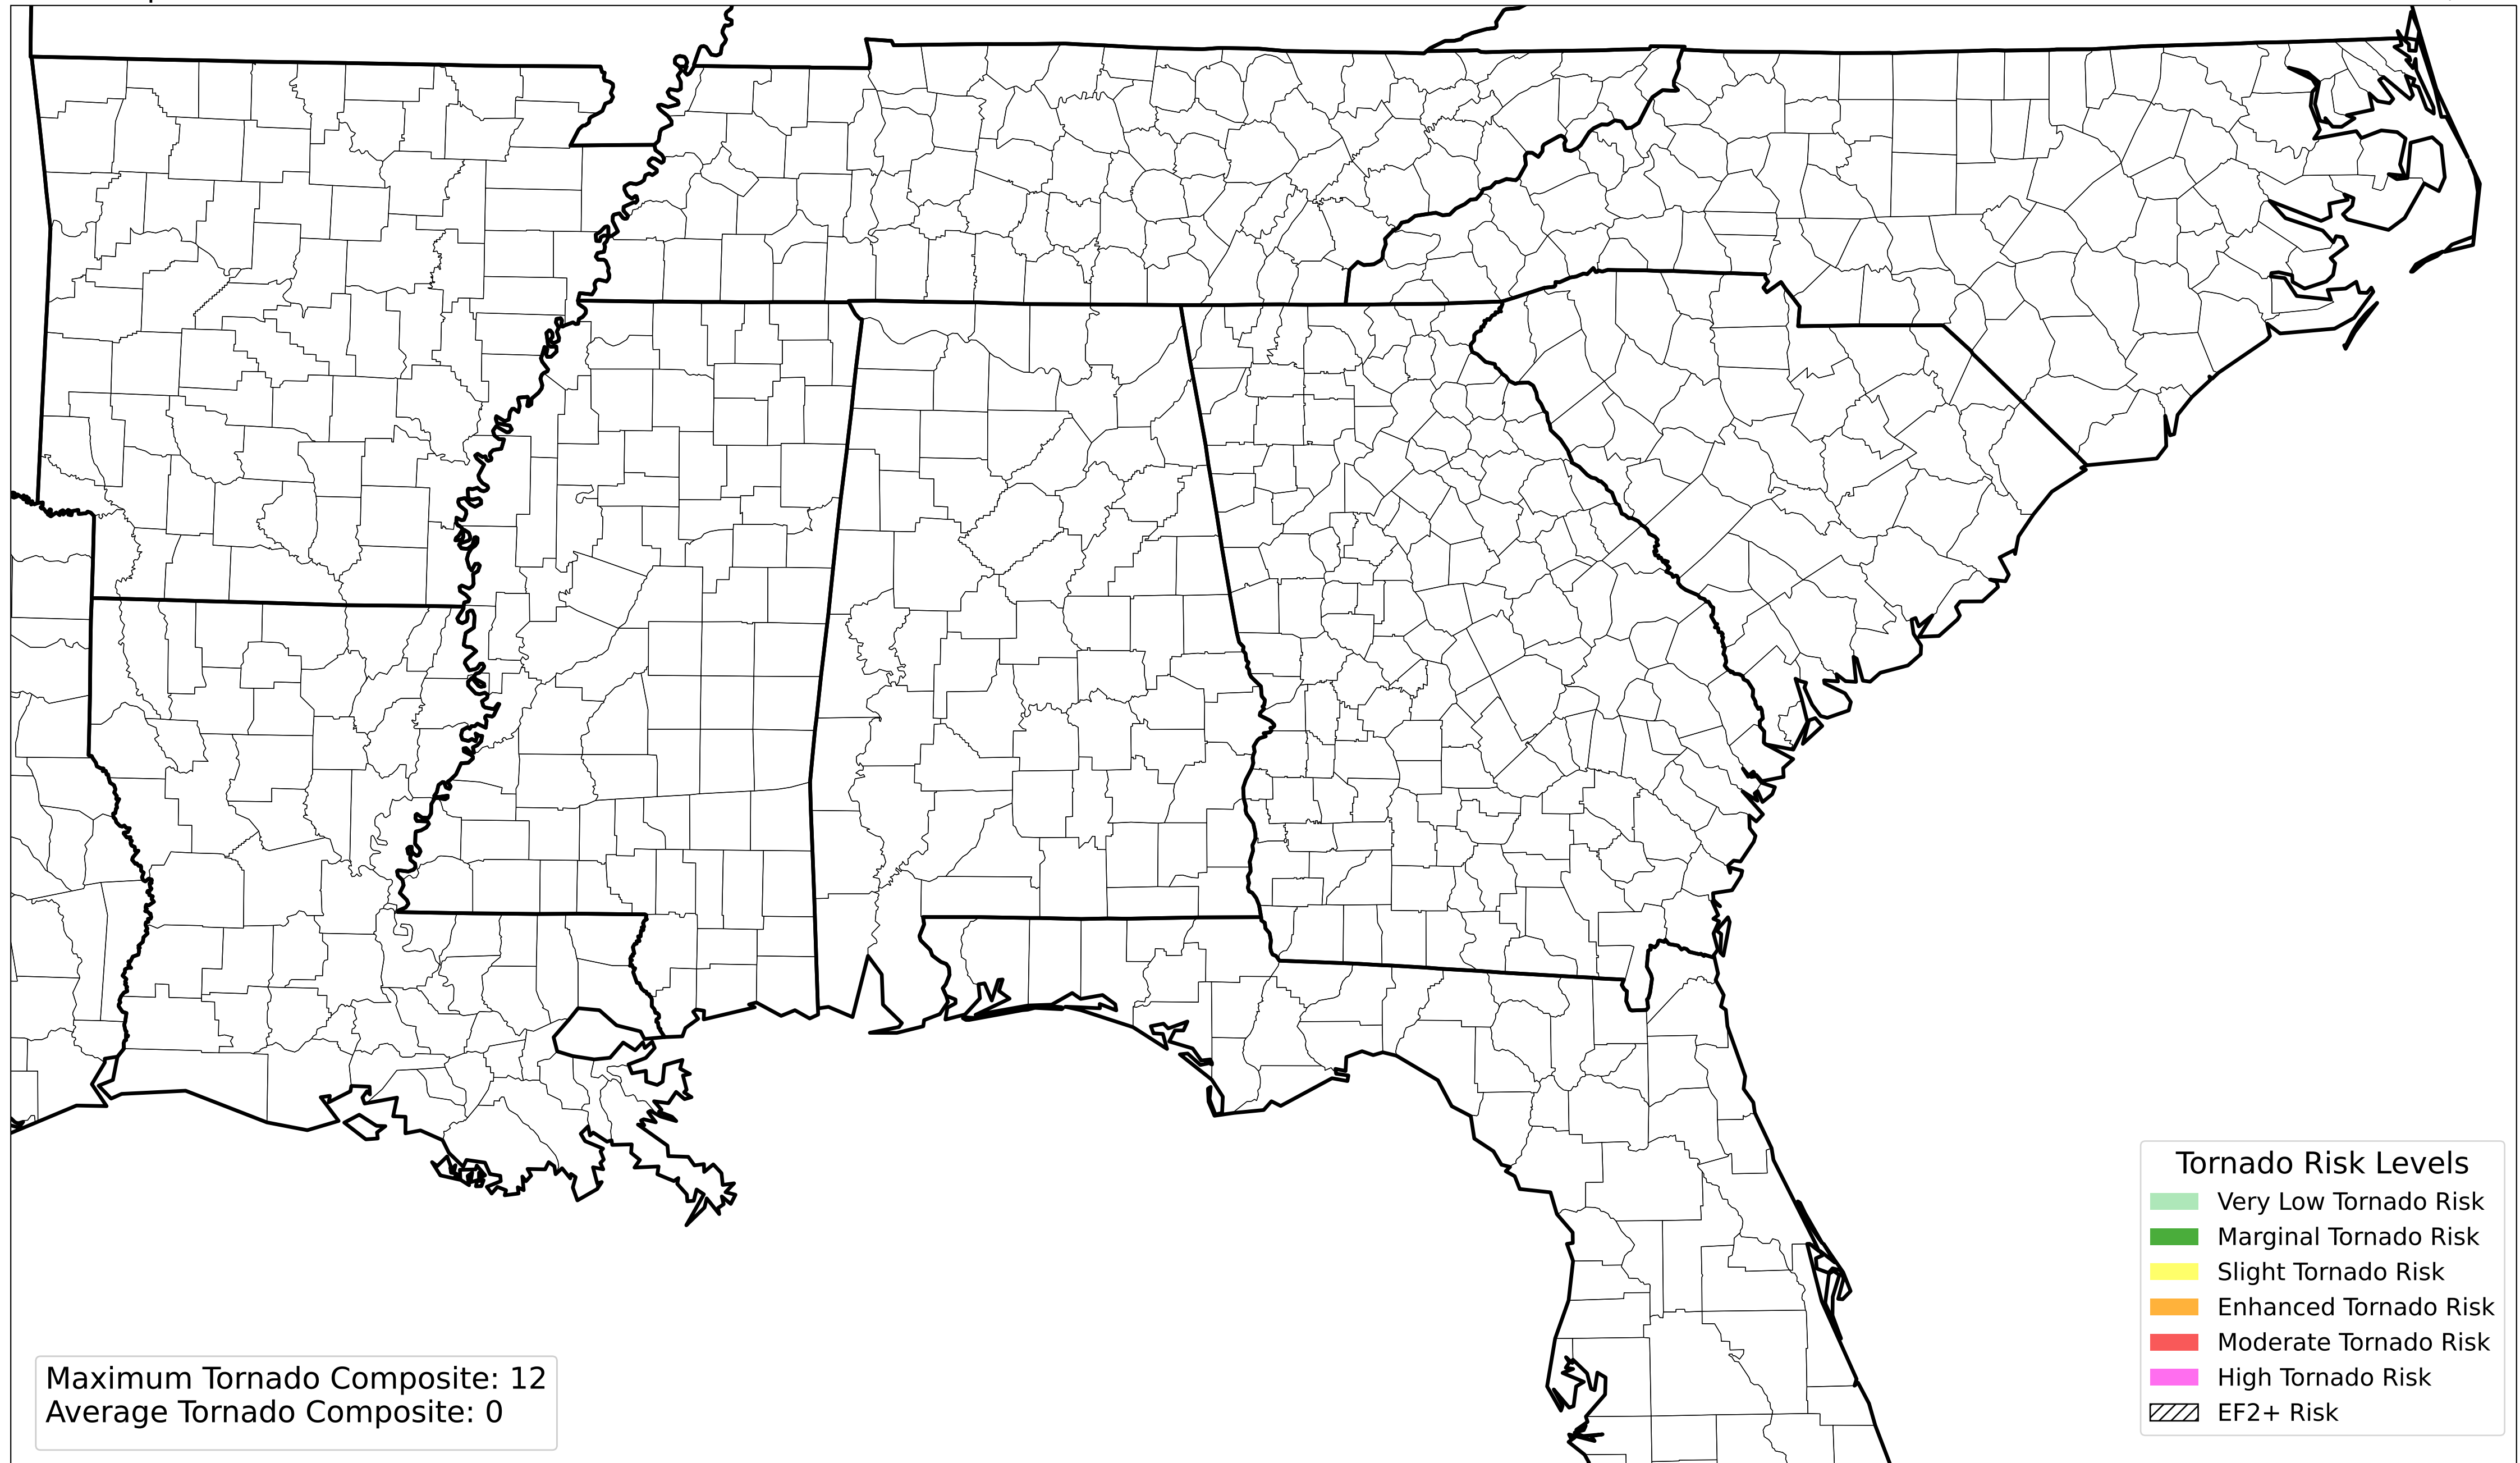 Tornado Risk Levels
Very Low Tornado Risk
Marginal Tornado Risk
Slight Tornado Risk
Enhanced Tornado Risk
Moderate Tornado Risk
High Tornado Risk
EF2+ Risk
Maximum Tornado Composite: 12
Average Tornado Composite: 0